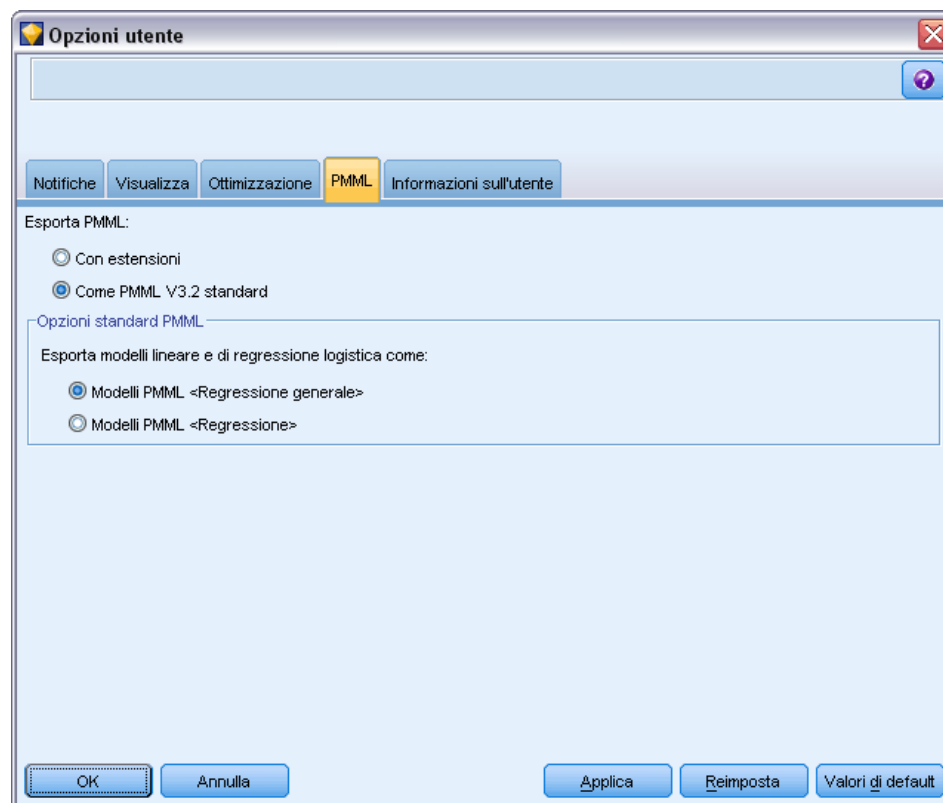 Opzioni utente
?
Notifiche Visualizza Ottimizzazione PMML Informazioni sull'utente
Esporta PMML:
Con estensioni
Come PMML V3.2 standard
Opzioni standard PMML
Esporta modelli lineare e di regressione logistica come:
Modelli PMML <Regressione generale>
Modelli PMML <Regressione>
OK Annulla Applica Reimposta Valori di default